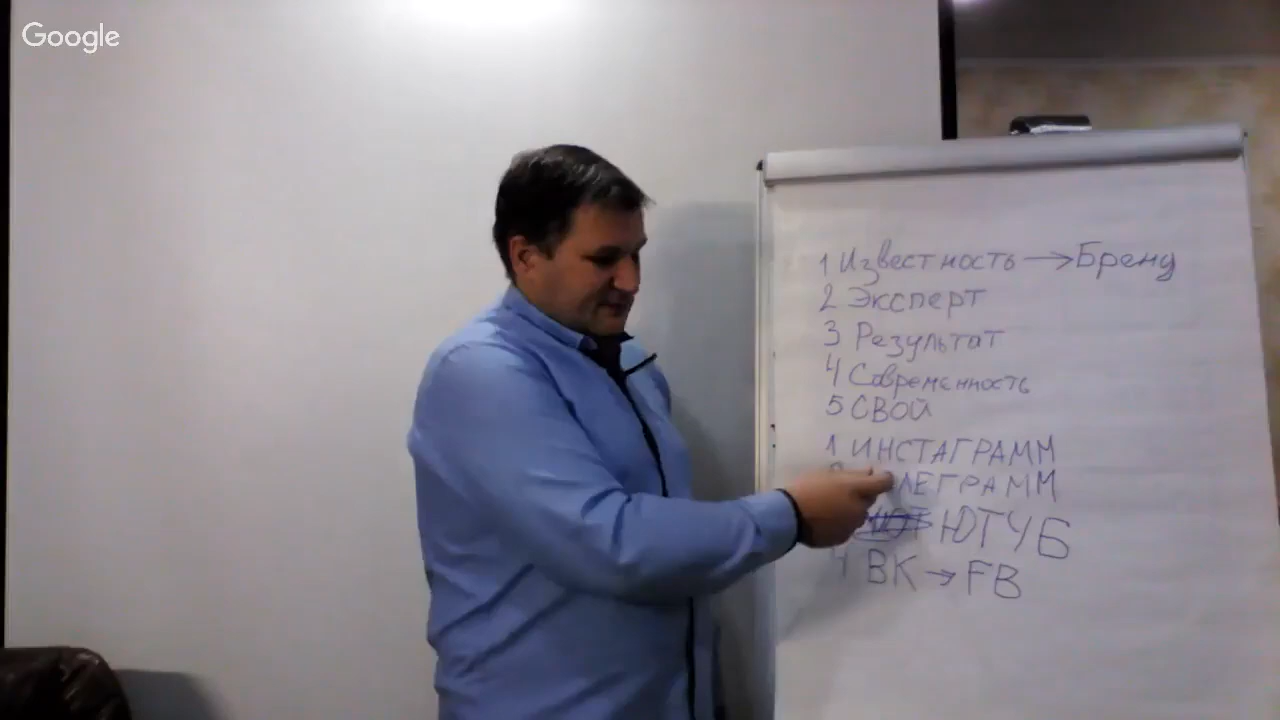 Google
1 Известность → Бренд
2 Эксперт
3 Результат
4 Современность
5 СВОЙ
1 ИНСТАГРАММ
ЛЕГРАММ
ЮТУБ
4 ВК → FB